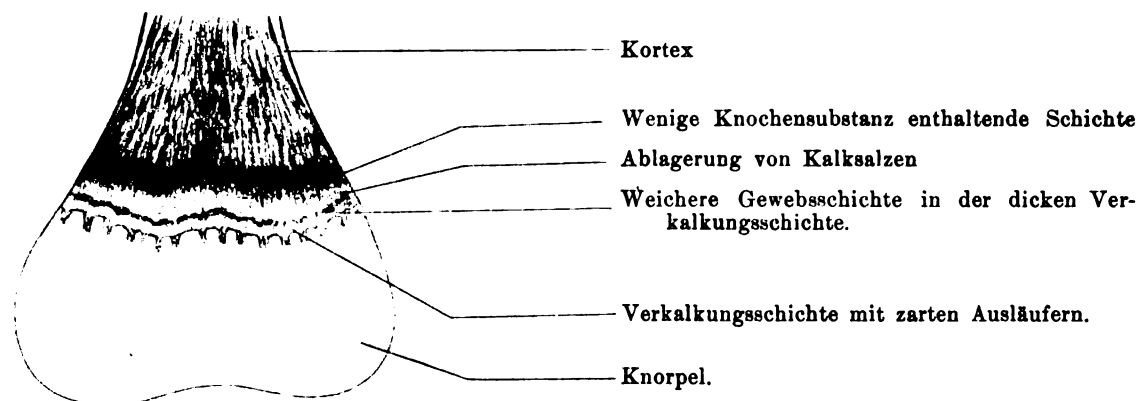 Kortex
Wenige Knochensubstanz enthaltende Schichte
Ablagerung von Kalksalzen
Weichere Gewebsschichte in der dicken Ver-
kalkungsschichte.
Verkalkungsschichte mit zarten Ausläufern.
Knorpel.